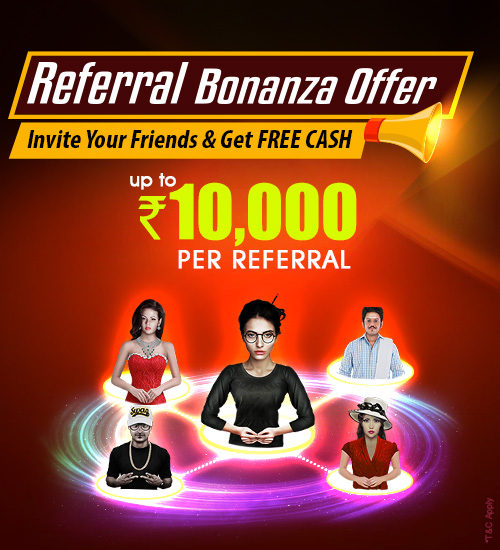 Referral Bonanza Offer
Invite Your Friends & Get FREE CASH
up to
₹10,000
PER REFERRAL
*T&C Apply